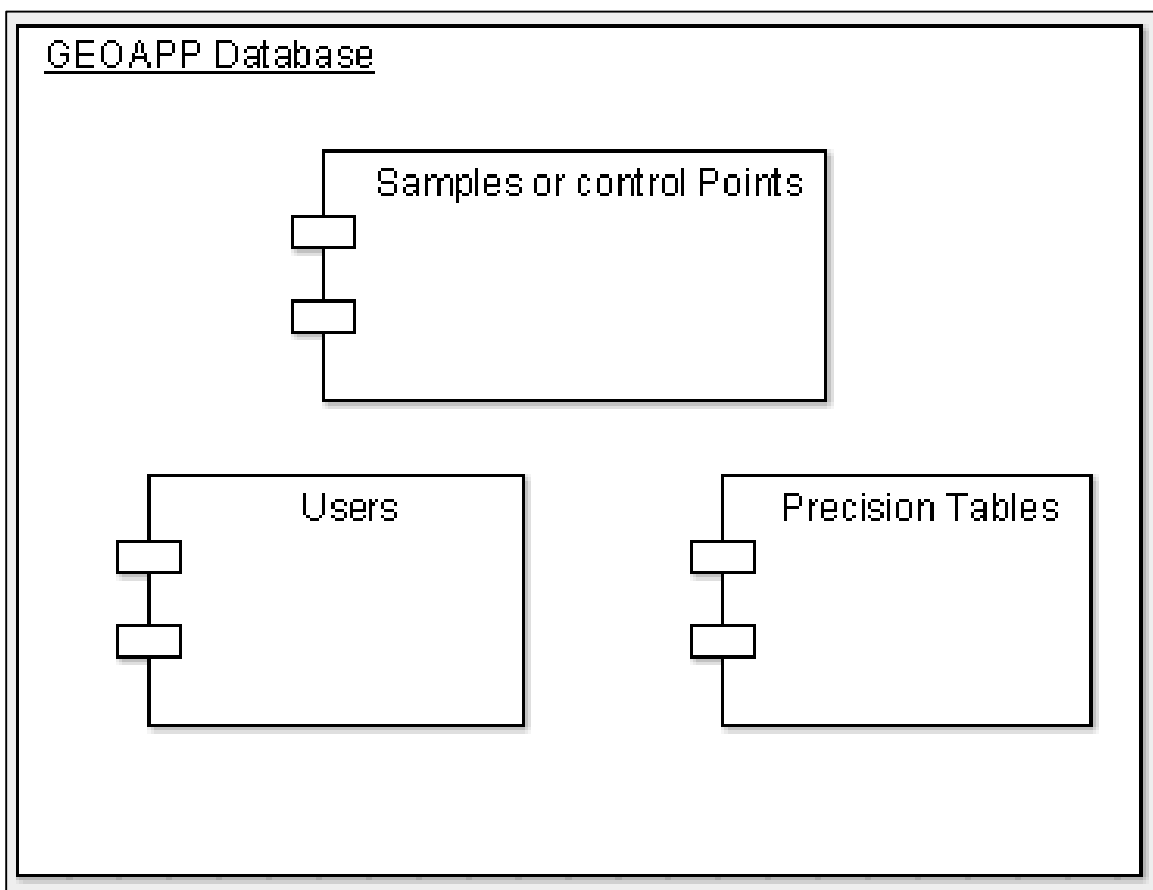 GEOAPP Database
Samples or control Points
Users
Precision Tables